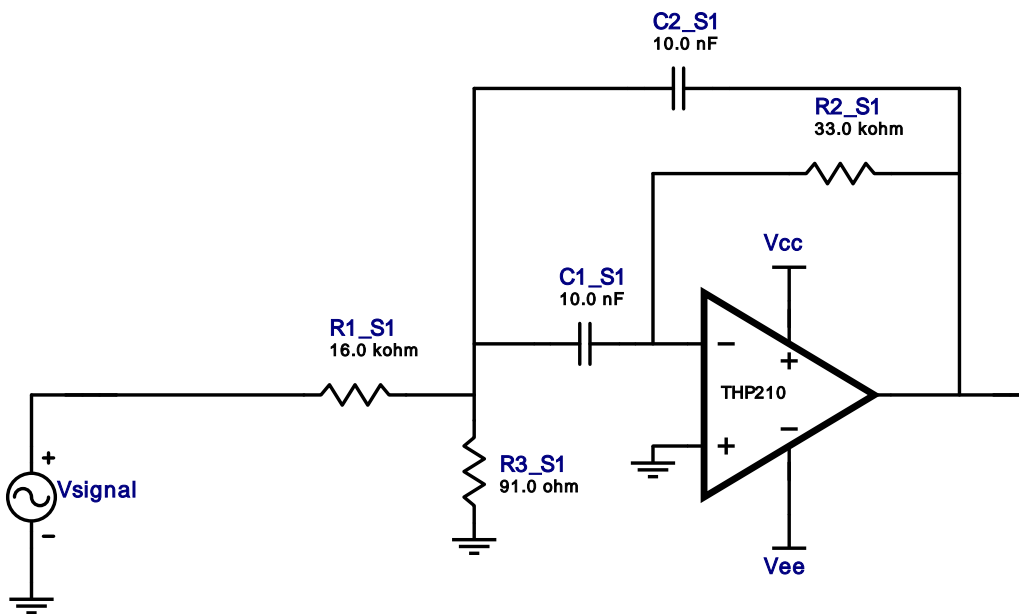 C2_S1
10.0 nF
R2_S1
33.0 kohm
Vcc
C1_S1
10.0 nF
R1_S1
16.0 kohm
−
+
THP210
−
+
+
R3_S1
91.0 ohm
Vsignal
−
Vee